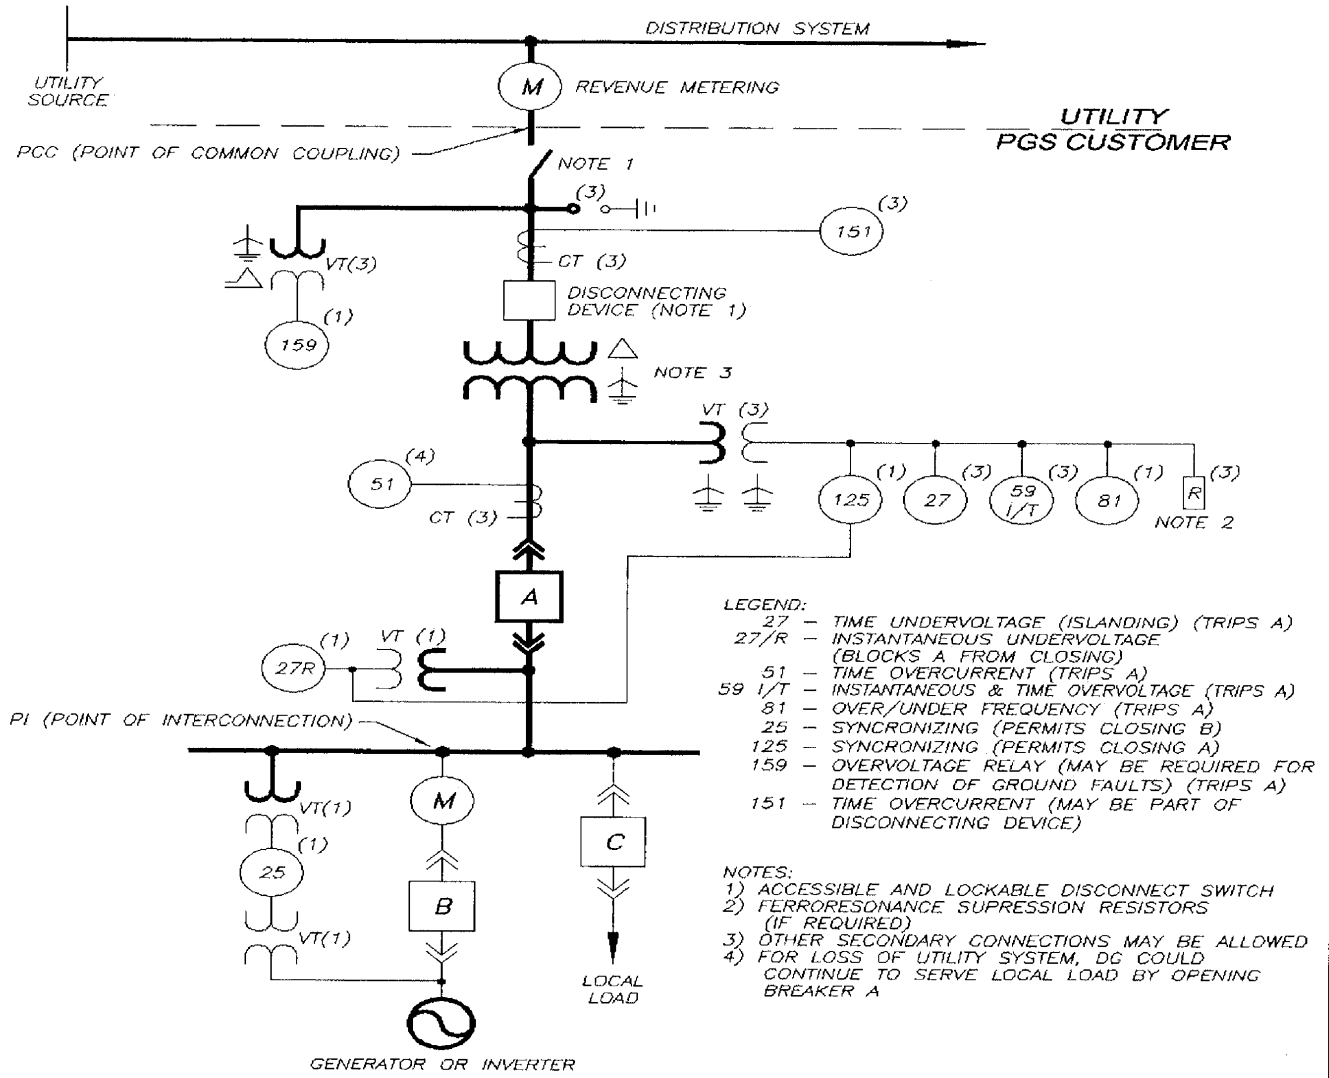 DISTRIBUTION SYSTEM
UTILITY
SOURCE
M
REVENUE METERING
UTILITY
PGS CUSTOMER
PCC (POINT OF COMMON COUPLING)
NOTE 1
(3)
(3)
151
VT(3)
CT (3)
(1)
159
DISCONNECTING
DEVICE (NOTE 1)
NOTE 3
VT (3)
(4)
51
CT (3)
(1)
(3)
(3)
(1)
(3)
125
27
59
I/T
81
R
NOTE 2
A
(1)
VT (1)
27R
PI (POINT OF INTERCONNECTION)
VT(1)
M
(1)
25
C
B
VT(1)
LOCAL
LOAD
GENERATOR OR INVERTER
LEGEND:
27 – TIME UNDERVOLTAGE (ISLANDING) (TRIPS A)
27/R – INSTANTANEOUS UNDERVOLTAGE
(BLOCKS A FROM CLOSING)
51 – TIME OVERCURRENT (TRIPS A)
59 I/T – INSTANTANEOUS & TIME OVERVOLTAGE (TRIPS A)
81 – OVER/UNDER FREQUENCY (TRIPS A)
25 – SYNCRONIZING (PERMITS CLOSING B)
125 – SYNCRONIZING (PERMITS CLOSING A)
159 – OVERVOLTAGE RELAY (MAY BE REQUIRED FOR
DETECTION OF GROUND FAULTS) (TRIPS A)
151 – TIME OVERCURRENT (MAY BE PART OF
DISCONNECTING DEVICE)
NOTES:
1) ACCESSIBLE AND LOCKABLE DISCONNECT SWITCH
2) FERRORESONANCE SUPRESSION RESISTORS
(IF REQUIRED)
3) OTHER SECONDARY CONNECTIONS MAY BE ALLOWED
4) FOR LOSS OF UTILITY SYSTEM, DG COULD
CONTINUE TO SERVE LOCAL LOAD BY OPENING
BREAKER A